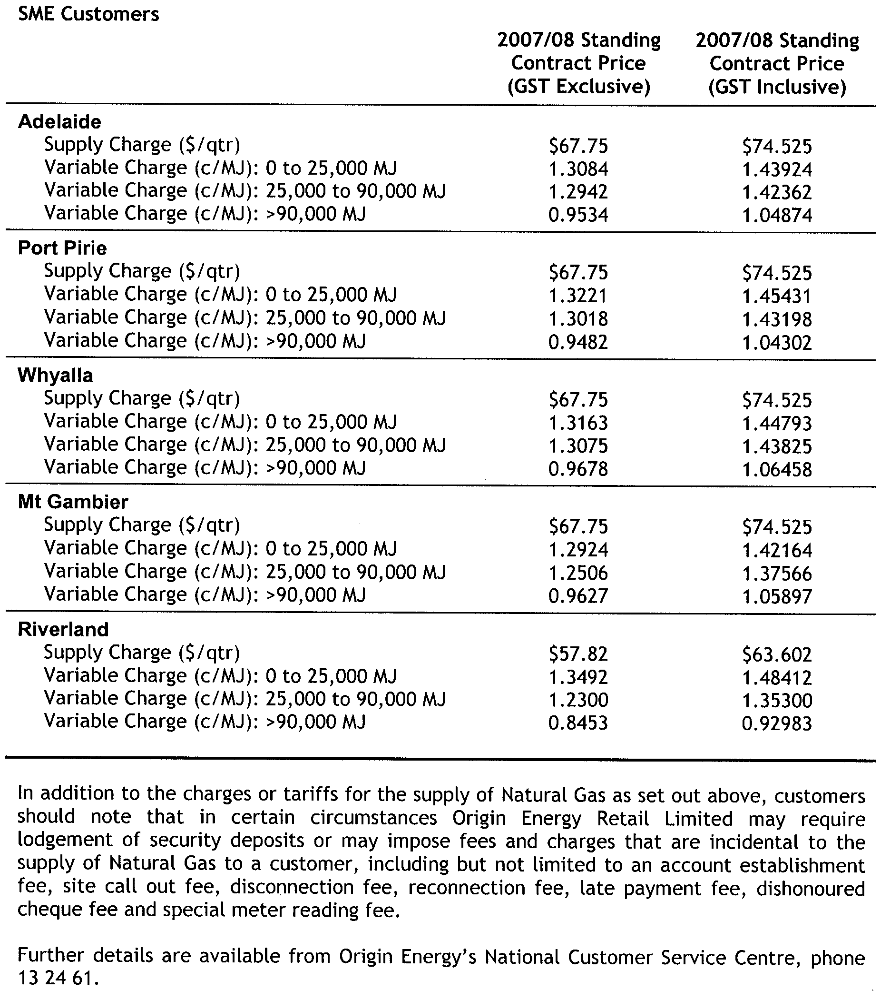 SME Customers
2007/08 Standing Contract Price (GST Exclusive) 2007/08 Standing Contract Price (GST Inclusive)
Adelaide
Supply Charge ($/qtr) $67.75 $74.525
Variable Charge (c/MJ): 0 to 25,000 MJ 1.3084 1.43924
Variable Charge (c/MJ): 25,000 to 90,000 MJ 1.2942 1.42362
Variable Charge (c/MJ): >90,000 MJ 0.9534 1.04874
Port Pirie
Supply Charge ($/qtr) $67.75 $74.525
Variable Charge (c/MJ): 0 to 25,000 MJ 1.3221 1.45431
Variable Charge (c/MJ): 25,000 to 90,000 MJ 1.3018 1.43198
Variable Charge (c/MJ): >90,000 MJ 0.9482 1.04302
Whyalla
Supply Charge ($/qtr) $67.75 $74.525
Variable Charge (c/MJ): 0 to 25,000 MJ 1.3163 1.44793
Variable Charge (c/MJ): 25,000 to 90,000 MJ 1.3075 1.43825
Variable Charge (c/MJ): >90,000 MJ 0.9678 1.06458
Mt Gambier
Supply Charge ($/qtr) $67.75 $74.525
Variable Charge (c/MJ): 0 to 25,000 MJ 1.2924 1.42164
Variable Charge (c/MJ): 25,000 to 90,000 MJ 1.2506 1.37566
Variable Charge (c/MJ): >90,000 MJ 0.9627 1.05897
Riverland
Supply Charge ($/qtr) $57.82 $63.602
Variable Charge (c/MJ): 0 to 25,000 MJ 1.3492 1.48412
Variable Charge (c/MJ): 25,000 to 90,000 MJ 1.2300 1.35300
Variable Charge (c/MJ): >90,000 MJ 0.8453 0.92983
In addition to the charges or tariffs for the supply of Natural Gas as set out above, customers
should note that in certain circumstances Origin Energy Retail Limited may require
lodgement of security deposits or may impose fees and charges that are incidental to the
supply of Natural Gas to a customer, including but not limited to an account establishment
fee, site call out fee, disconnection fee, reconnection fee, late payment fee, dishonoured
cheque fee and special meter reading fee.
Further details are available from Origin Energy's National Customer Service Centre, phone
13 24 61.